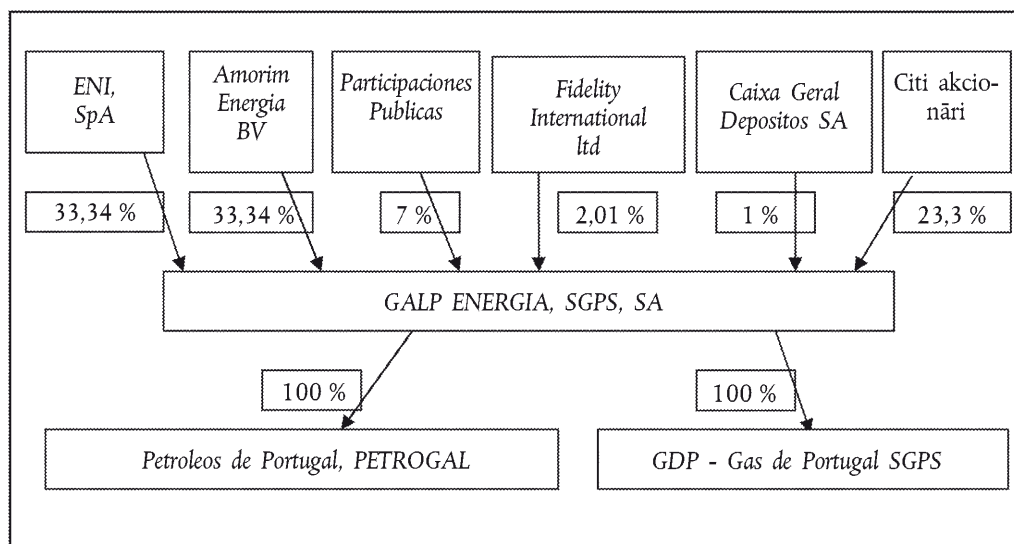 ENI,
SpA
Amorim
Energia
BV
Participaciones
Publicas
Fidelity
International
ltd
Caixa Geral
Depositos SA
Citi akcio-
nāri
33,34 %
33,34 %
7 %
2,01 %
1 %
23,3 %
GALP ENERGIA, SGPS, SA
100 %
100 %
Petroleos de Portugal, PETROGAL
GDP - Gas de Portugal SGPS